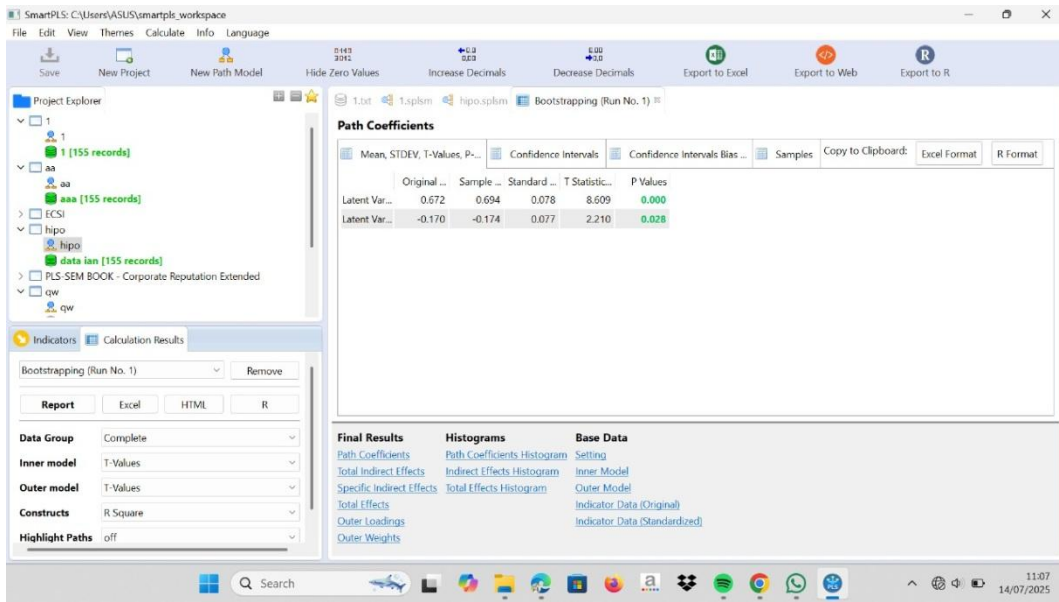 SmartPLS: C:\Users\ASUS\smartpls_workspace
File Edit View Themes Calculate Info Language
Save New Project New Path Model Hide Zero Values Increase Decimals Decrease Decimals Export to Excel Export to Web Export to R
Project Explorer
1
1
1 [155 records]
aa
aa
aaa [155 records]
ECSI
hipo
hipo
data ian [155 records]
PLS-SEM BOOK - Corporate Reputation Extended
qw
qw
1.txt 1.splsm hipo.splsm Bootstrapping (Run No. 1)
Path Coefficients
Mean, STDEV, T-Values, P-... Confidence Intervals Confidence Intervals Bias ... Samples Copy to Clipboard: Excel Format R Format
Original ... Sample ... Standard ... T Statistic... P Values
Latent Var... 0.672 0.694 0.078 8.609 0.000
Latent Var... -0.170 -0.174 0.077 2.210 0.028
Indicators Calculation Results
Bootstrapping (Run No. 1) Remove
Report Excel HTML R
Data Group Complete
Inner model T-Values
Outer model T-Values
Constructs R Square
Highlight Paths off
Final Results Histograms Base Data
Path Coefficients Path Coefficients Histogram Setting
Total Indirect Effects Indirect Effects Histogram Inner Model
Specific Indirect Effects Total Effects Histogram Outer Model
Total Effects Indicator Data (Original)
Outer Loadings Indicator Data (Standardized)
Outer Weights
Search
11:07
14/07/2025